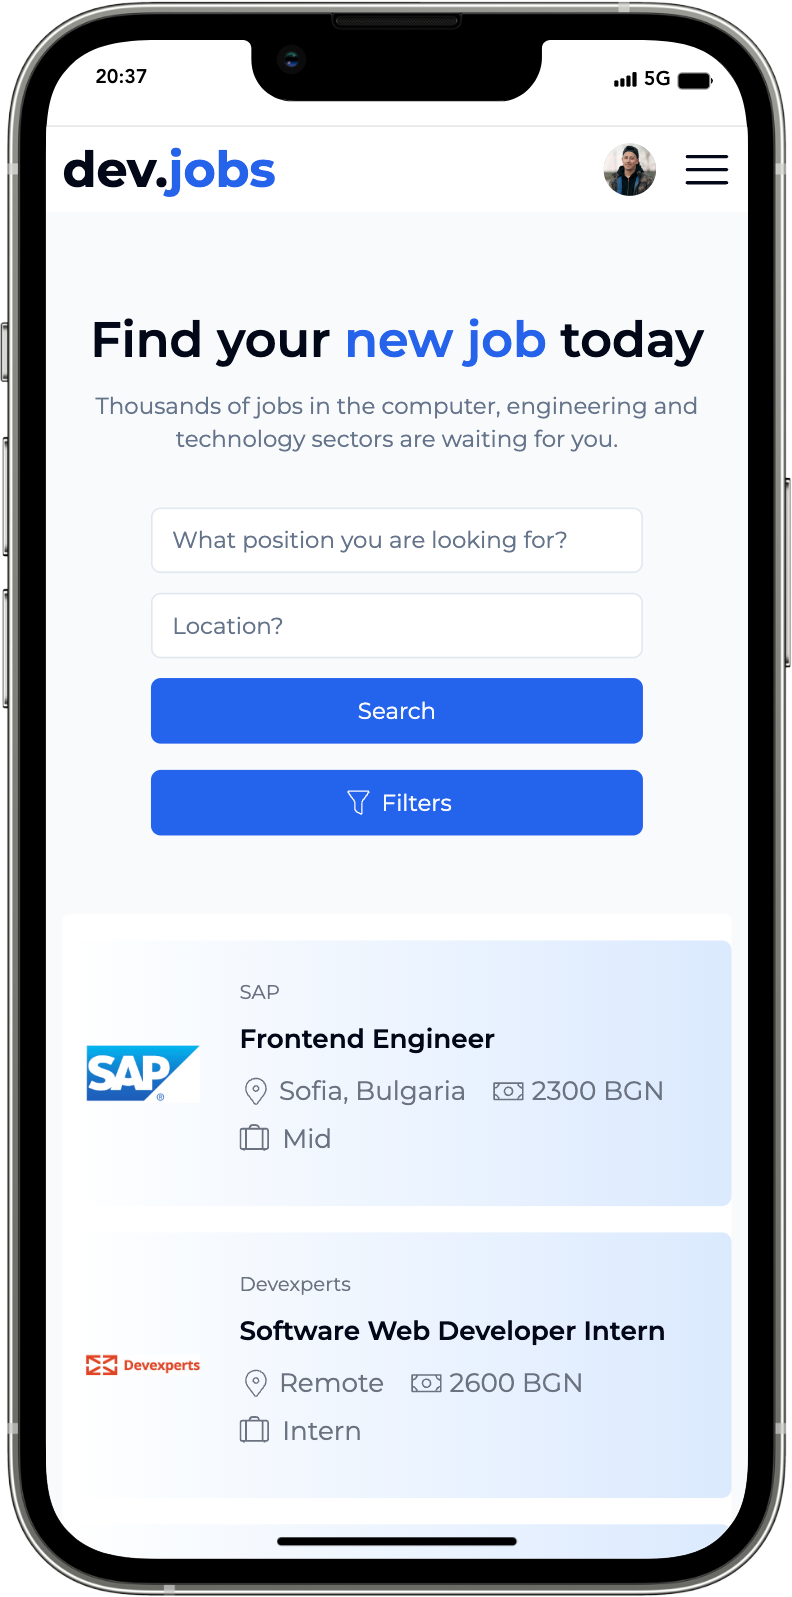 20:37
5G
dev.jobs
Find your new job today
Thousands of jobs in the computer, engineering and
technology sectors are waiting for you.
What position you are looking for?
Location?
Search
Filters
SAP
SAP®
Frontend Engineer
Sofia, Bulgaria 2300 BGN
Mid
Devexperts
Devexperts
Software Web Developer Intern
Remote 2600 BGN
Intern